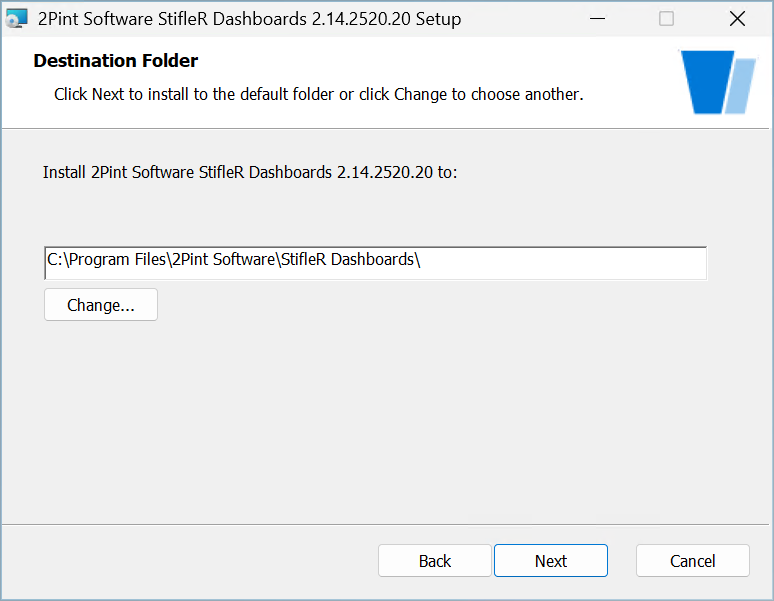 2Pint Software StifleR Dashboards 2.14.2520.20 Setup
Destination Folder
Click Next to install to the default folder or click Change to choose another.
Install 2Pint Software StifleR Dashboards 2.14.2520.20 to:
C:\Program Files\2Pint Software\StifleR Dashboards\
Change...
Back Next Cancel